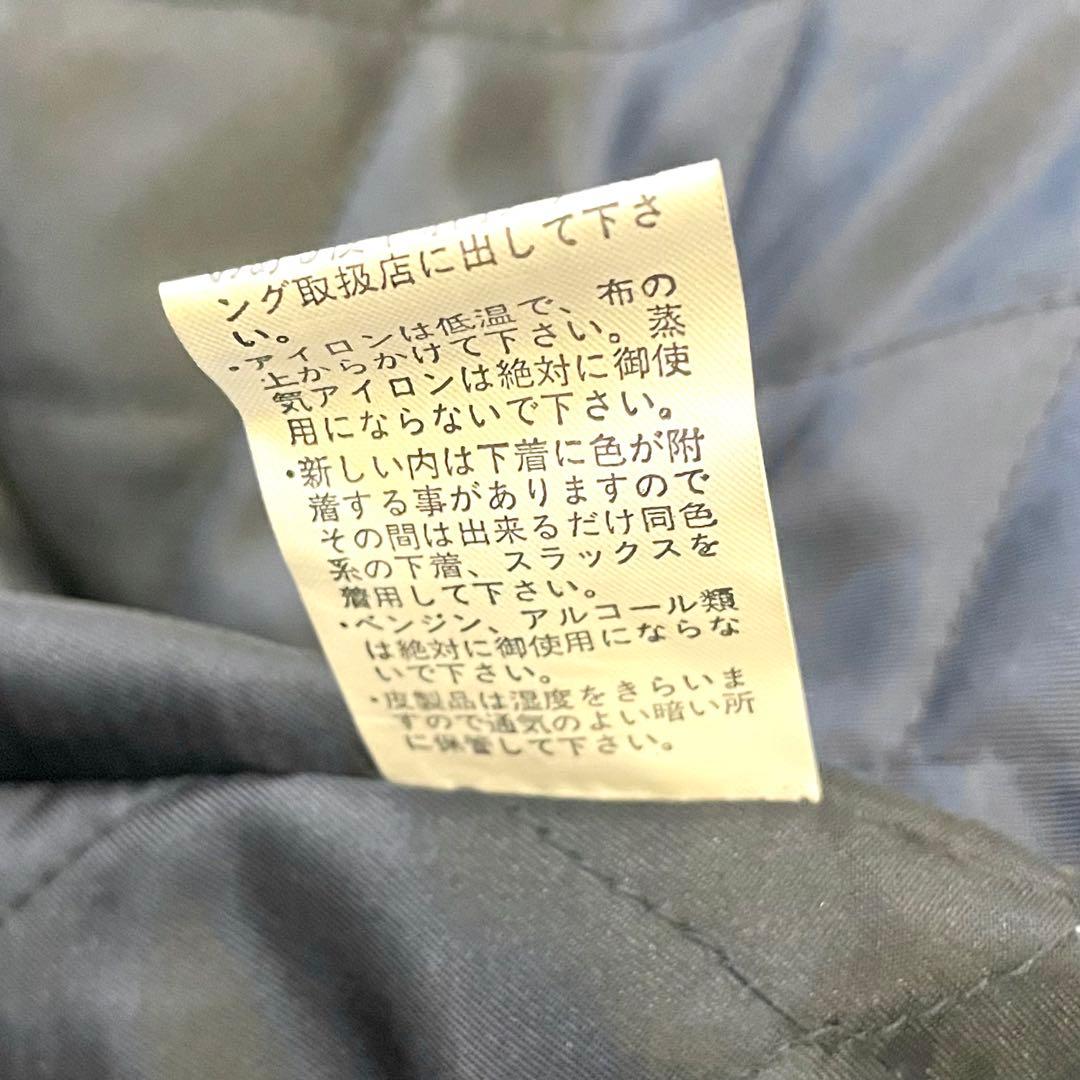 ング取扱店に出して下さ
い。
・アイロンは低温で、布の
上からかけて下さい。蒸
気アイロンは絶対に御使
用にならないで下さい。
・新しい内は下着に色が附
着する事がありますので
その間は出来るだけ同色
系の下着、スラックスを
着用して下さい。
・ベンジン、アルコール類
は絶対に御使用にならな
いで下さい。
・皮製品は湿度をきらいま
すので通気のよい暗い所
に保管して下さい。